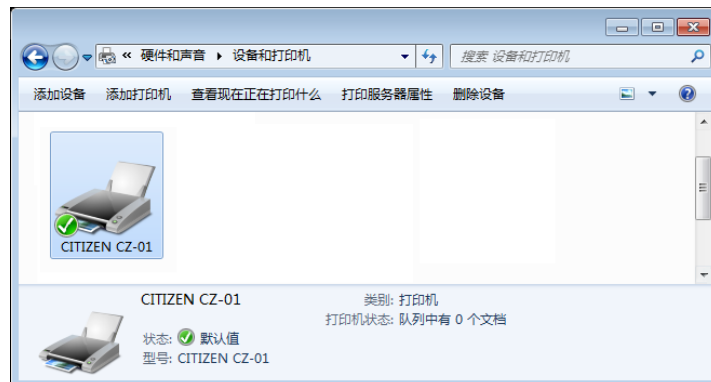 « 硬件和声音 ▸ 设备和打印机 搜索 设备和打印机
添加设备 添加打印机 查看现在正在打印什么 打印服务器属性 删除设备
CITIZEN CZ-01
CITIZEN CZ-01 类别: 打印机
打印机状态: 队列中有 0 个文档
状态: 默认值
型号: CITIZEN CZ-01